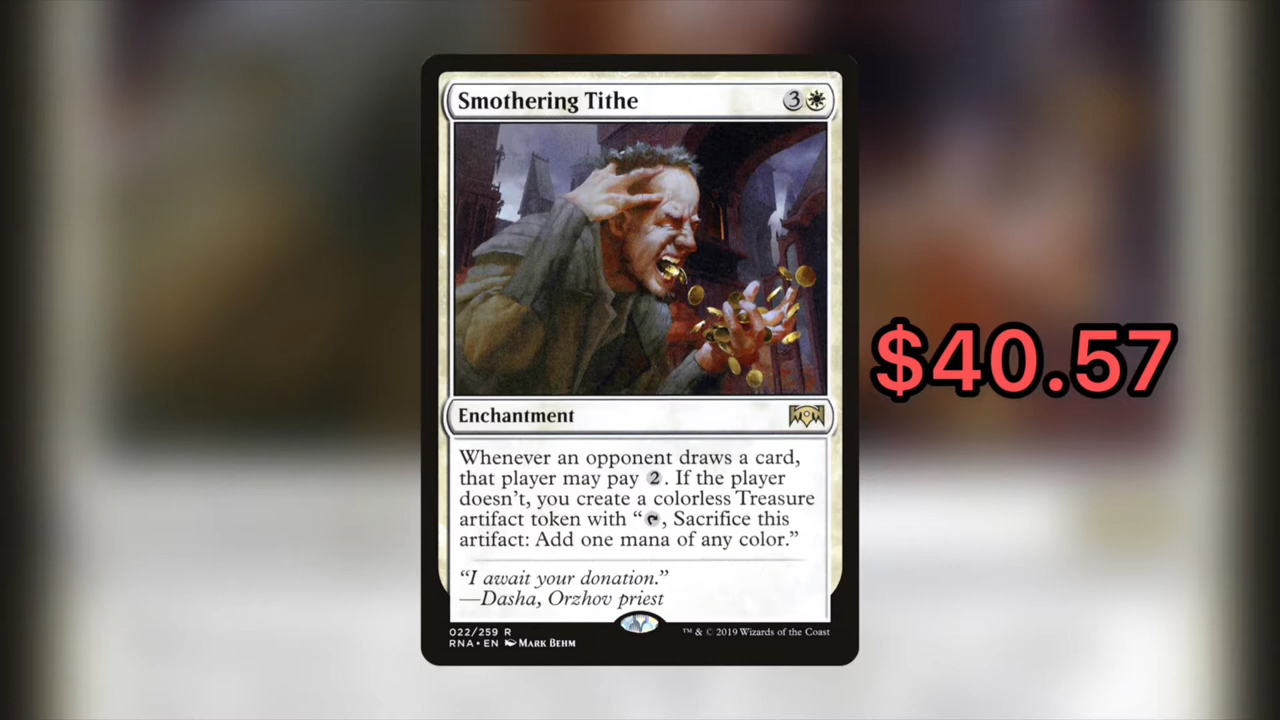 Smothering Tithe 3
$40.57
Enchantment
Whenever an opponent draws a card,
that player may pay 2. If the player
doesn't, you create a colorless Treasure
artifact token with “, Sacrifice this
artifact: Add one mana of any color.”
“I await your donation.”
—Dasha, Orzhov priest
022/259 R
RNA • EN MARK BEHM
™ & © 2019 Wizards of the Coast